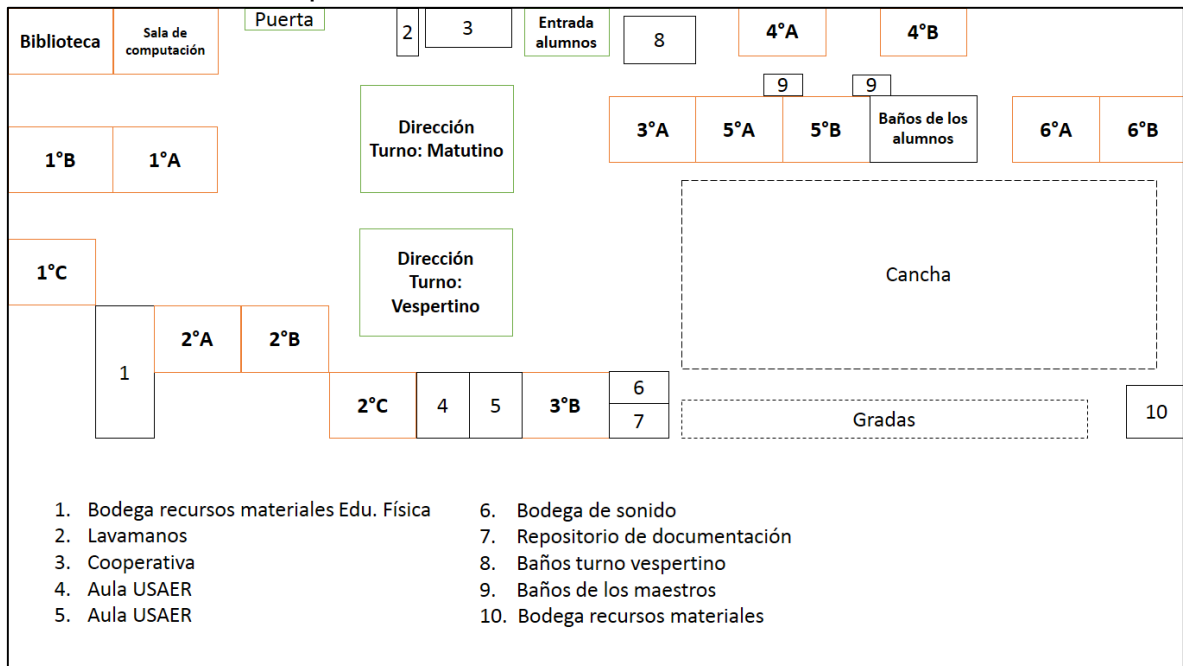 Puerta
Biblioteca
Sala de
computación
2
3
Entrada
alumnos
8
4°A
4°B
9
9
Dirección
Turno: Matutino
3°A
5°A
5°B
Baños de los
alumnos
6°A
6°B
1°B
1°A
1°C
Dirección
Turno:
Vespertino
Cancha
2°A
2°B
1
2°C
4
5
3°B
6
7
Gradas
10
1. Bodega recursos materiales Edu. Física
2. Lavamanos
3. Cooperativa
4. Aula USAER
5. Aula USAER
6. Bodega de sonido
7. Repositorio de documentación
8. Baños turno vespertino
9. Baños de los maestros
10. Bodega recursos materiales